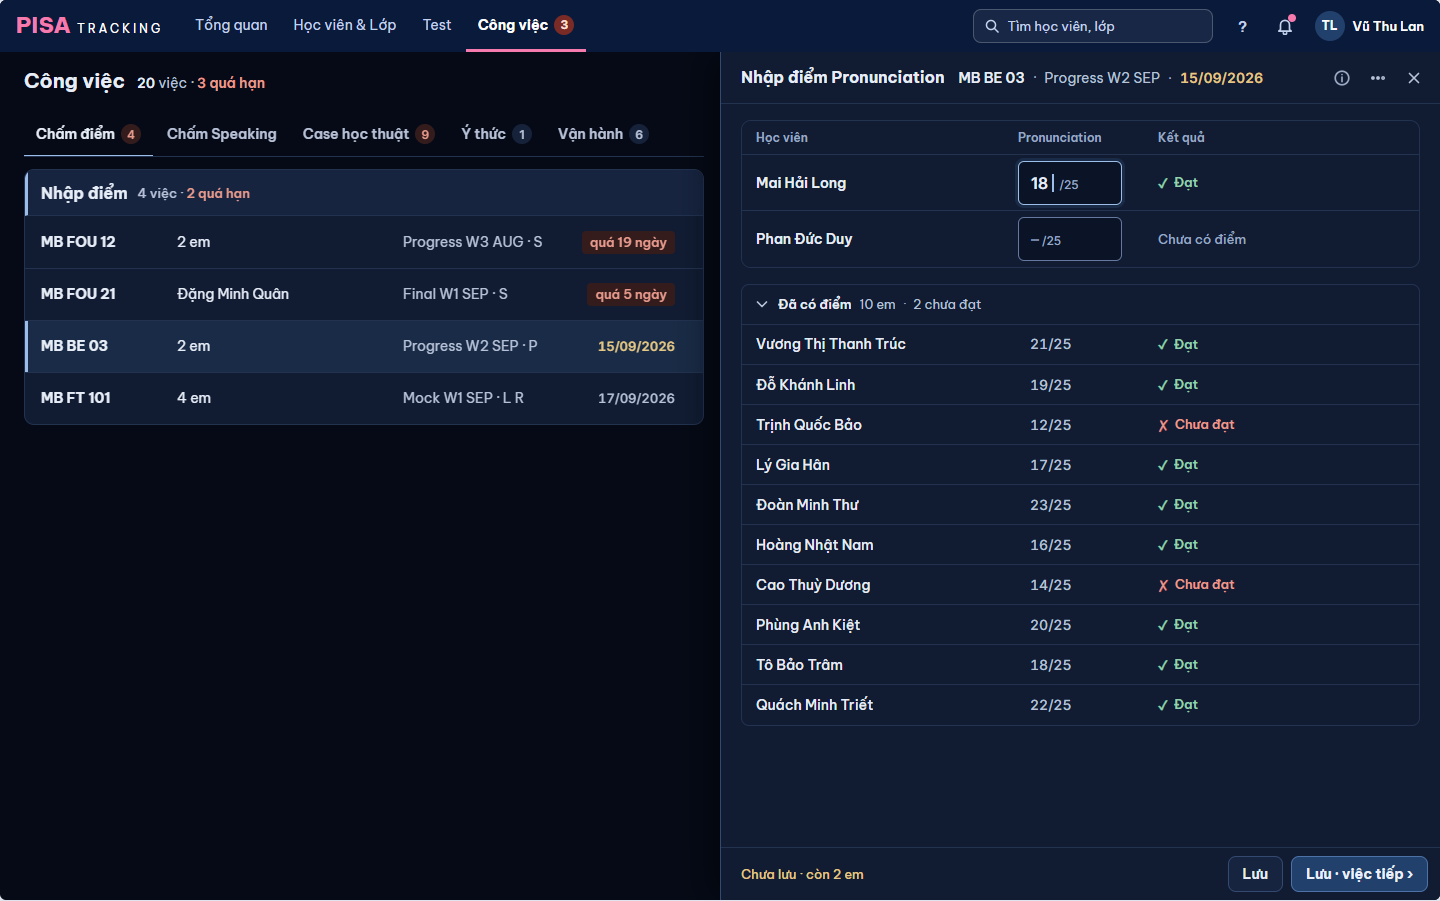 PISA TRACKING Tổng quan Học viên & Lớp Test Công việc 3 Tìm học viên, lớp ? TL Vũ Thu Lan
Công việc 20 việc · 3 quá hạn
Chấm điểm 4 Chấm Speaking Case học thuật 9 Ý thức 1 Vận hành 6
Nhập điểm 4 việc · 2 quá hạn
MB FOU 12 2 em Progress W3 AUG · S quá 19 ngày
MB FOU 21 Đặng Minh Quân Final W1 SEP · S quá 5 ngày
MB BE 03 2 em Progress W2 SEP · P 15/09/2026
MB FT 101 4 em Mock W1 SEP · L R 17/09/2026
Nhập điểm Pronunciation MB BE 03 · Progress W2 SEP · 15/09/2026
Học viên Pronunciation Kết quả
Mai Hải Long 18 /25 ✓ Đạt
Phan Đức Duy – /25 Chưa có điểm
Đã có điểm 10 em · 2 chưa đạt
Vương Thị Thanh Trúc 21/25 ✓ Đạt
Đỗ Khánh Linh 19/25 ✓ Đạt
Trịnh Quốc Bảo 12/25 ✗ Chưa đạt
Lý Gia Hân 17/25 ✓ Đạt
Đoàn Minh Thư 23/25 ✓ Đạt
Hoàng Nhật Nam 16/25 ✓ Đạt
Cao Thuỳ Dương 14/25 ✗ Chưa đạt
Phùng Anh Kiệt 20/25 ✓ Đạt
Tô Bảo Trâm 18/25 ✓ Đạt
Quách Minh Triết 22/25 ✓ Đạt
Chưa lưu · còn 2 em Lưu Lưu · việc tiếp ›